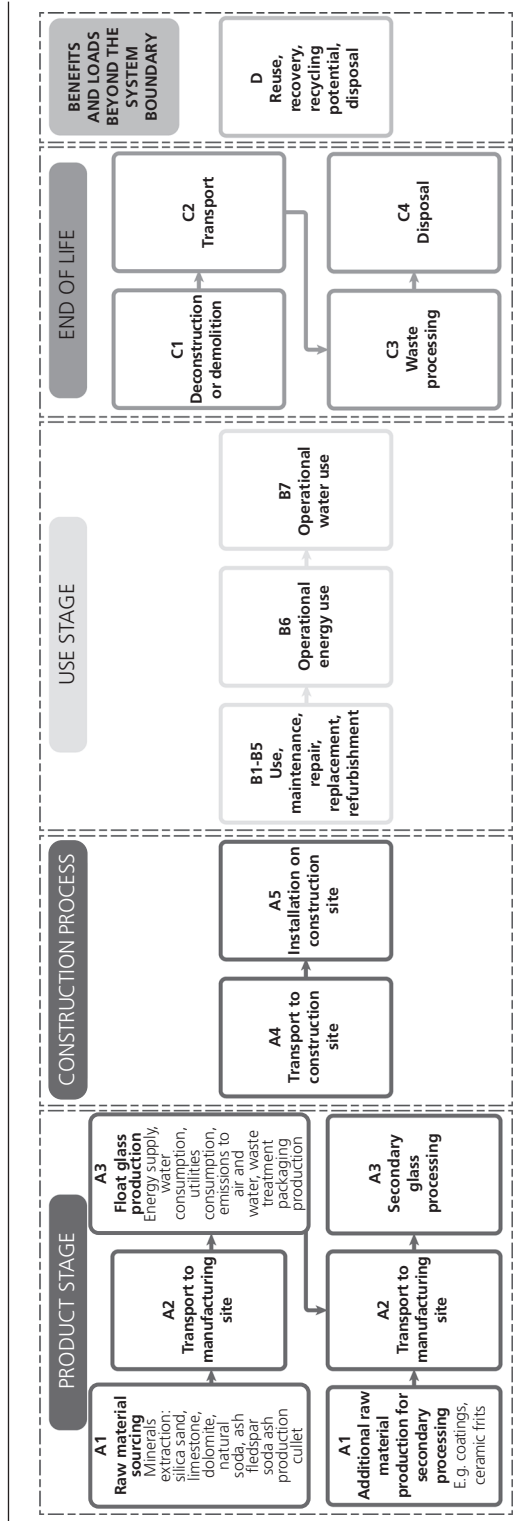 PRODUCT STAGE
A1
Raw material
sourcing
Minerals
extraction:
silica sand,
limestone,
dolomite,
natural
soda, ash
fledspar
soda ash
production
cullet
A2
Transport to
manufacturing
site
A3
Float glass
production
Energy supply,
water
consumption,
utilities
consumption,
emissions to
air and
water, waste
treatment
packaging
production
A1
Additional raw
material
production for
secondary
processing
E.g. coatings,
ceramic frits
A2
Transport to
manufacturing
site
A3
Secondary
glass
processing
CONSTRUCTION PROCESS
A4
Transport to
construction
site
A5
Installation on
construction
site
USE STAGE
B1-B5
Use,
maintenance,
repair,
replacement,
refurbishment
B6
Operational
energy use
B7
Operational
water use
END OF LIFE
C1
Deconstruction
or demolition
C2
Transport
C3
Waste
processing
C4
Disposal
BENEFITS
AND LOADS
BEYOND THE
SYSTEM
BOUNDARY
D
Reuse,
recovery,
recycling
potential,
disposal